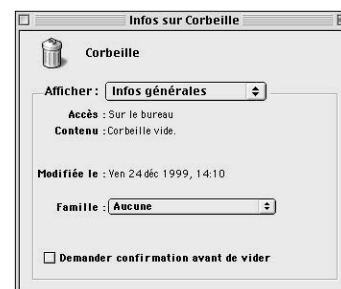 Infos sur Corbeille
Corbeille
Afficher : Infos générales
Accès : Sur le bureau
Contenu : Corbeille vide.
Modifiée le : Ven 24 déc 1999, 14:10
Famille : Aucune
Demander confirmation avant de vider